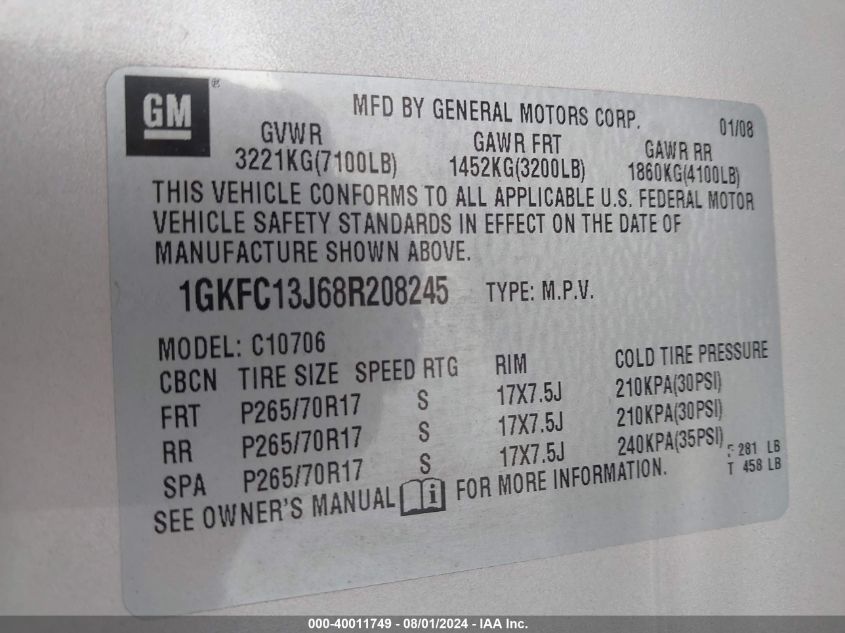 GM®
MFD BY GENERAL MOTORS CORP. 01/08
GVWR GAWR FRT GAWR RR
3221KG(7100LB) 1452KG(3200LB) 1860KG(4100LB)
THIS VEHICLE CONFORMS TO ALL APPLICABLE U.S. FEDERAL MOTOR
VEHICLE SAFETY STANDARDS IN EFFECT ON THE DATE OF
MANUFACTURE SHOWN ABOVE.
1GKFC13J68R208245 TYPE: M.P.V.
MODEL: C10706
CBCN TIRE SIZE SPEED RTG RIM COLD TIRE PRESSURE
FRT P265/70R17 S 17X7.5J 210KPA(30PSI)
RR P265/70R17 S 17X7.5J 210KPA(30PSI)
SPA P265/70R17 S 17X7.5J 240KPA(35PSI)
F 281 LB
T 458 LB
SEE OWNER'S MANUAL i FOR MORE INFORMATION.
000-40011749 - 08/01/2024 - IAA Inc.